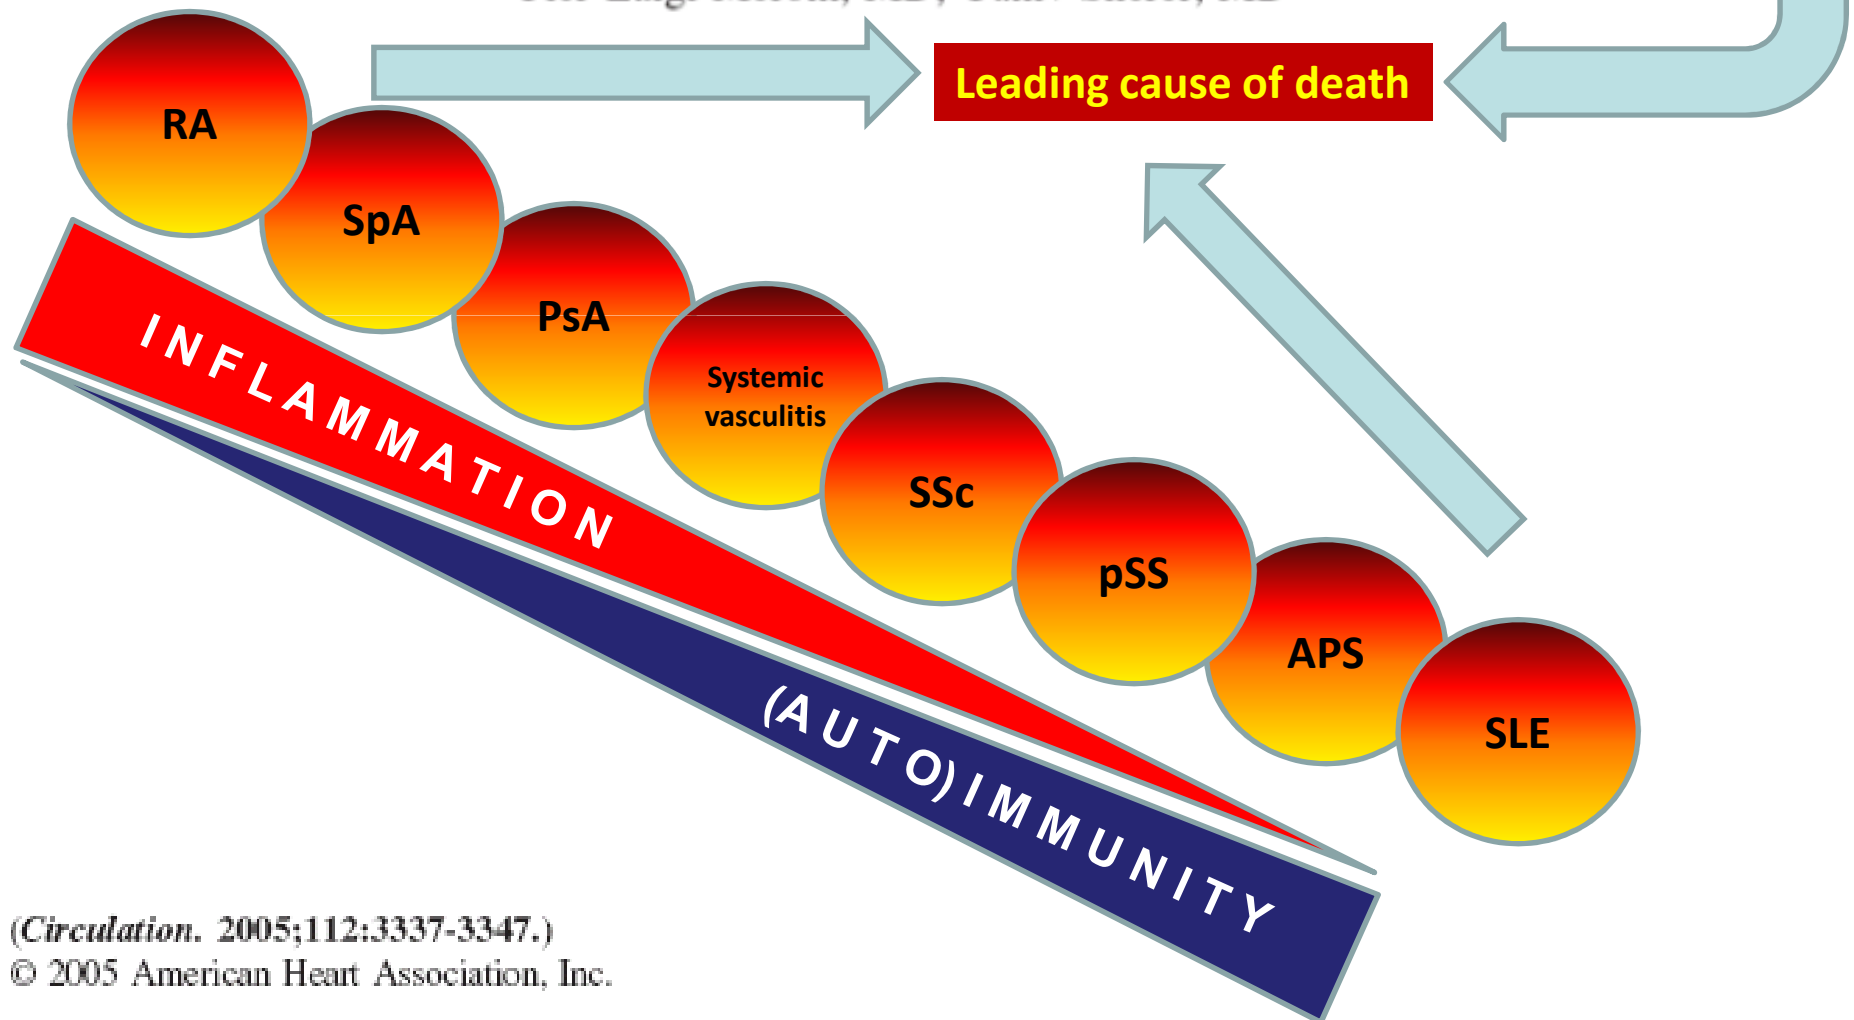 Leading cause of death
RA
SpA
PsA
Systemic
vasculitis
SSc
pSS
APS
SLE
INFLAMMATION
(AUTO)IMMUNITY
(Circulation. 2005;112:3337-3347.)
© 2005 American Heart Association, Inc.